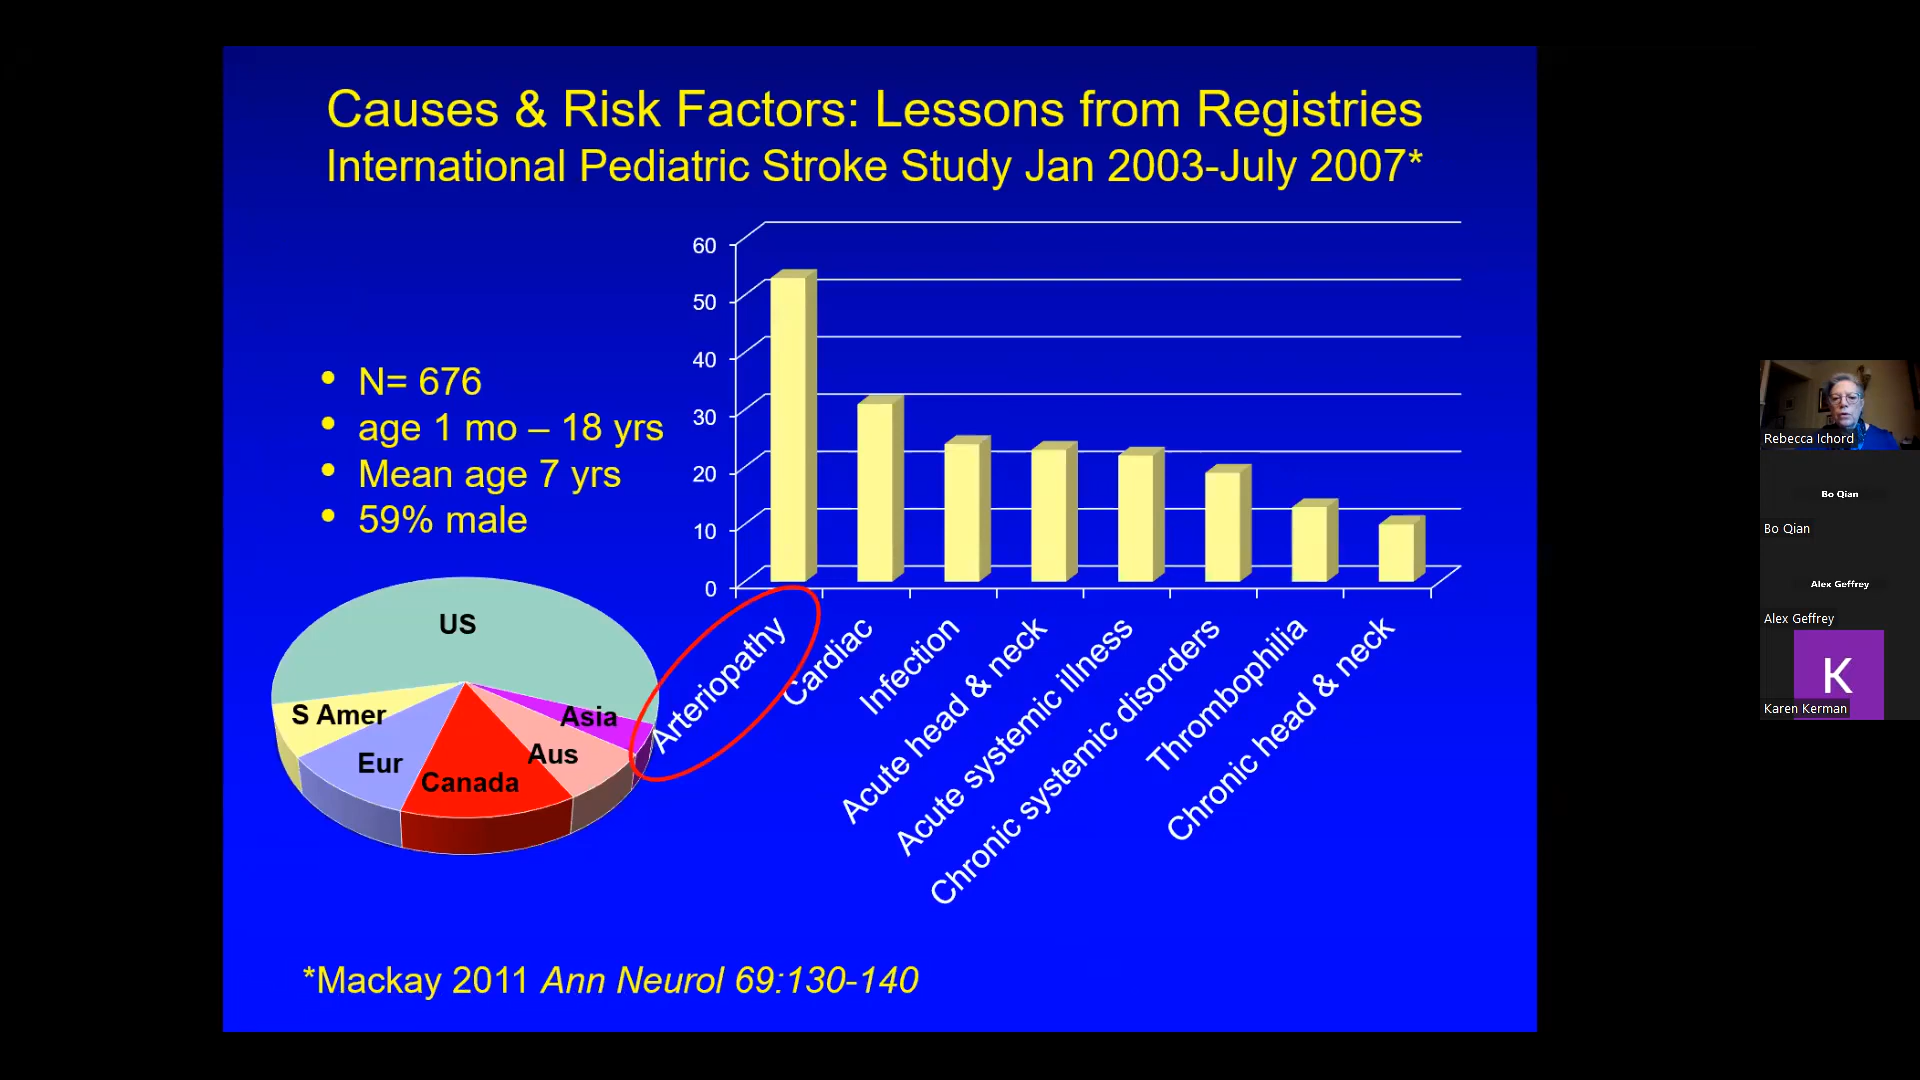 Causes & Risk Factors: Lessons from Registries
International Pediatric Stroke Study Jan 2003-July 2007*
• N= 676
• age 1 mo – 18 yrs
• Mean age 7 yrs
• 59% male
60
50
40
30
20
10
0
Arteriopathy
Cardiac
Infection
Acute head & neck
Acute systemic illness
Chronic systemic disorders
Thrombophilia
Chronic head & neck
US
S Amer
Eur
Canada
Aus
Asia
*Mackay 2011 Ann Neurol 69:130-140
Rebecca Ichord
Bo Qian
Bo Qian
Alex Geffrey
Alex Geffrey
K
Karen Kerman